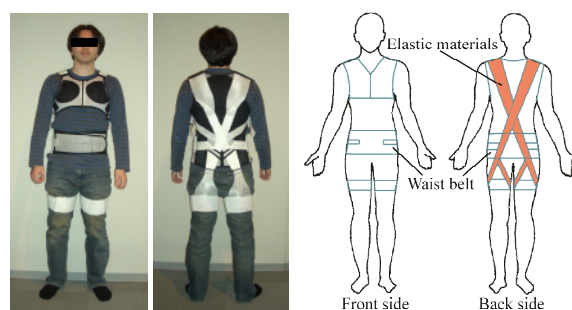 Elastic materials
Waist belt
Front side
Back side